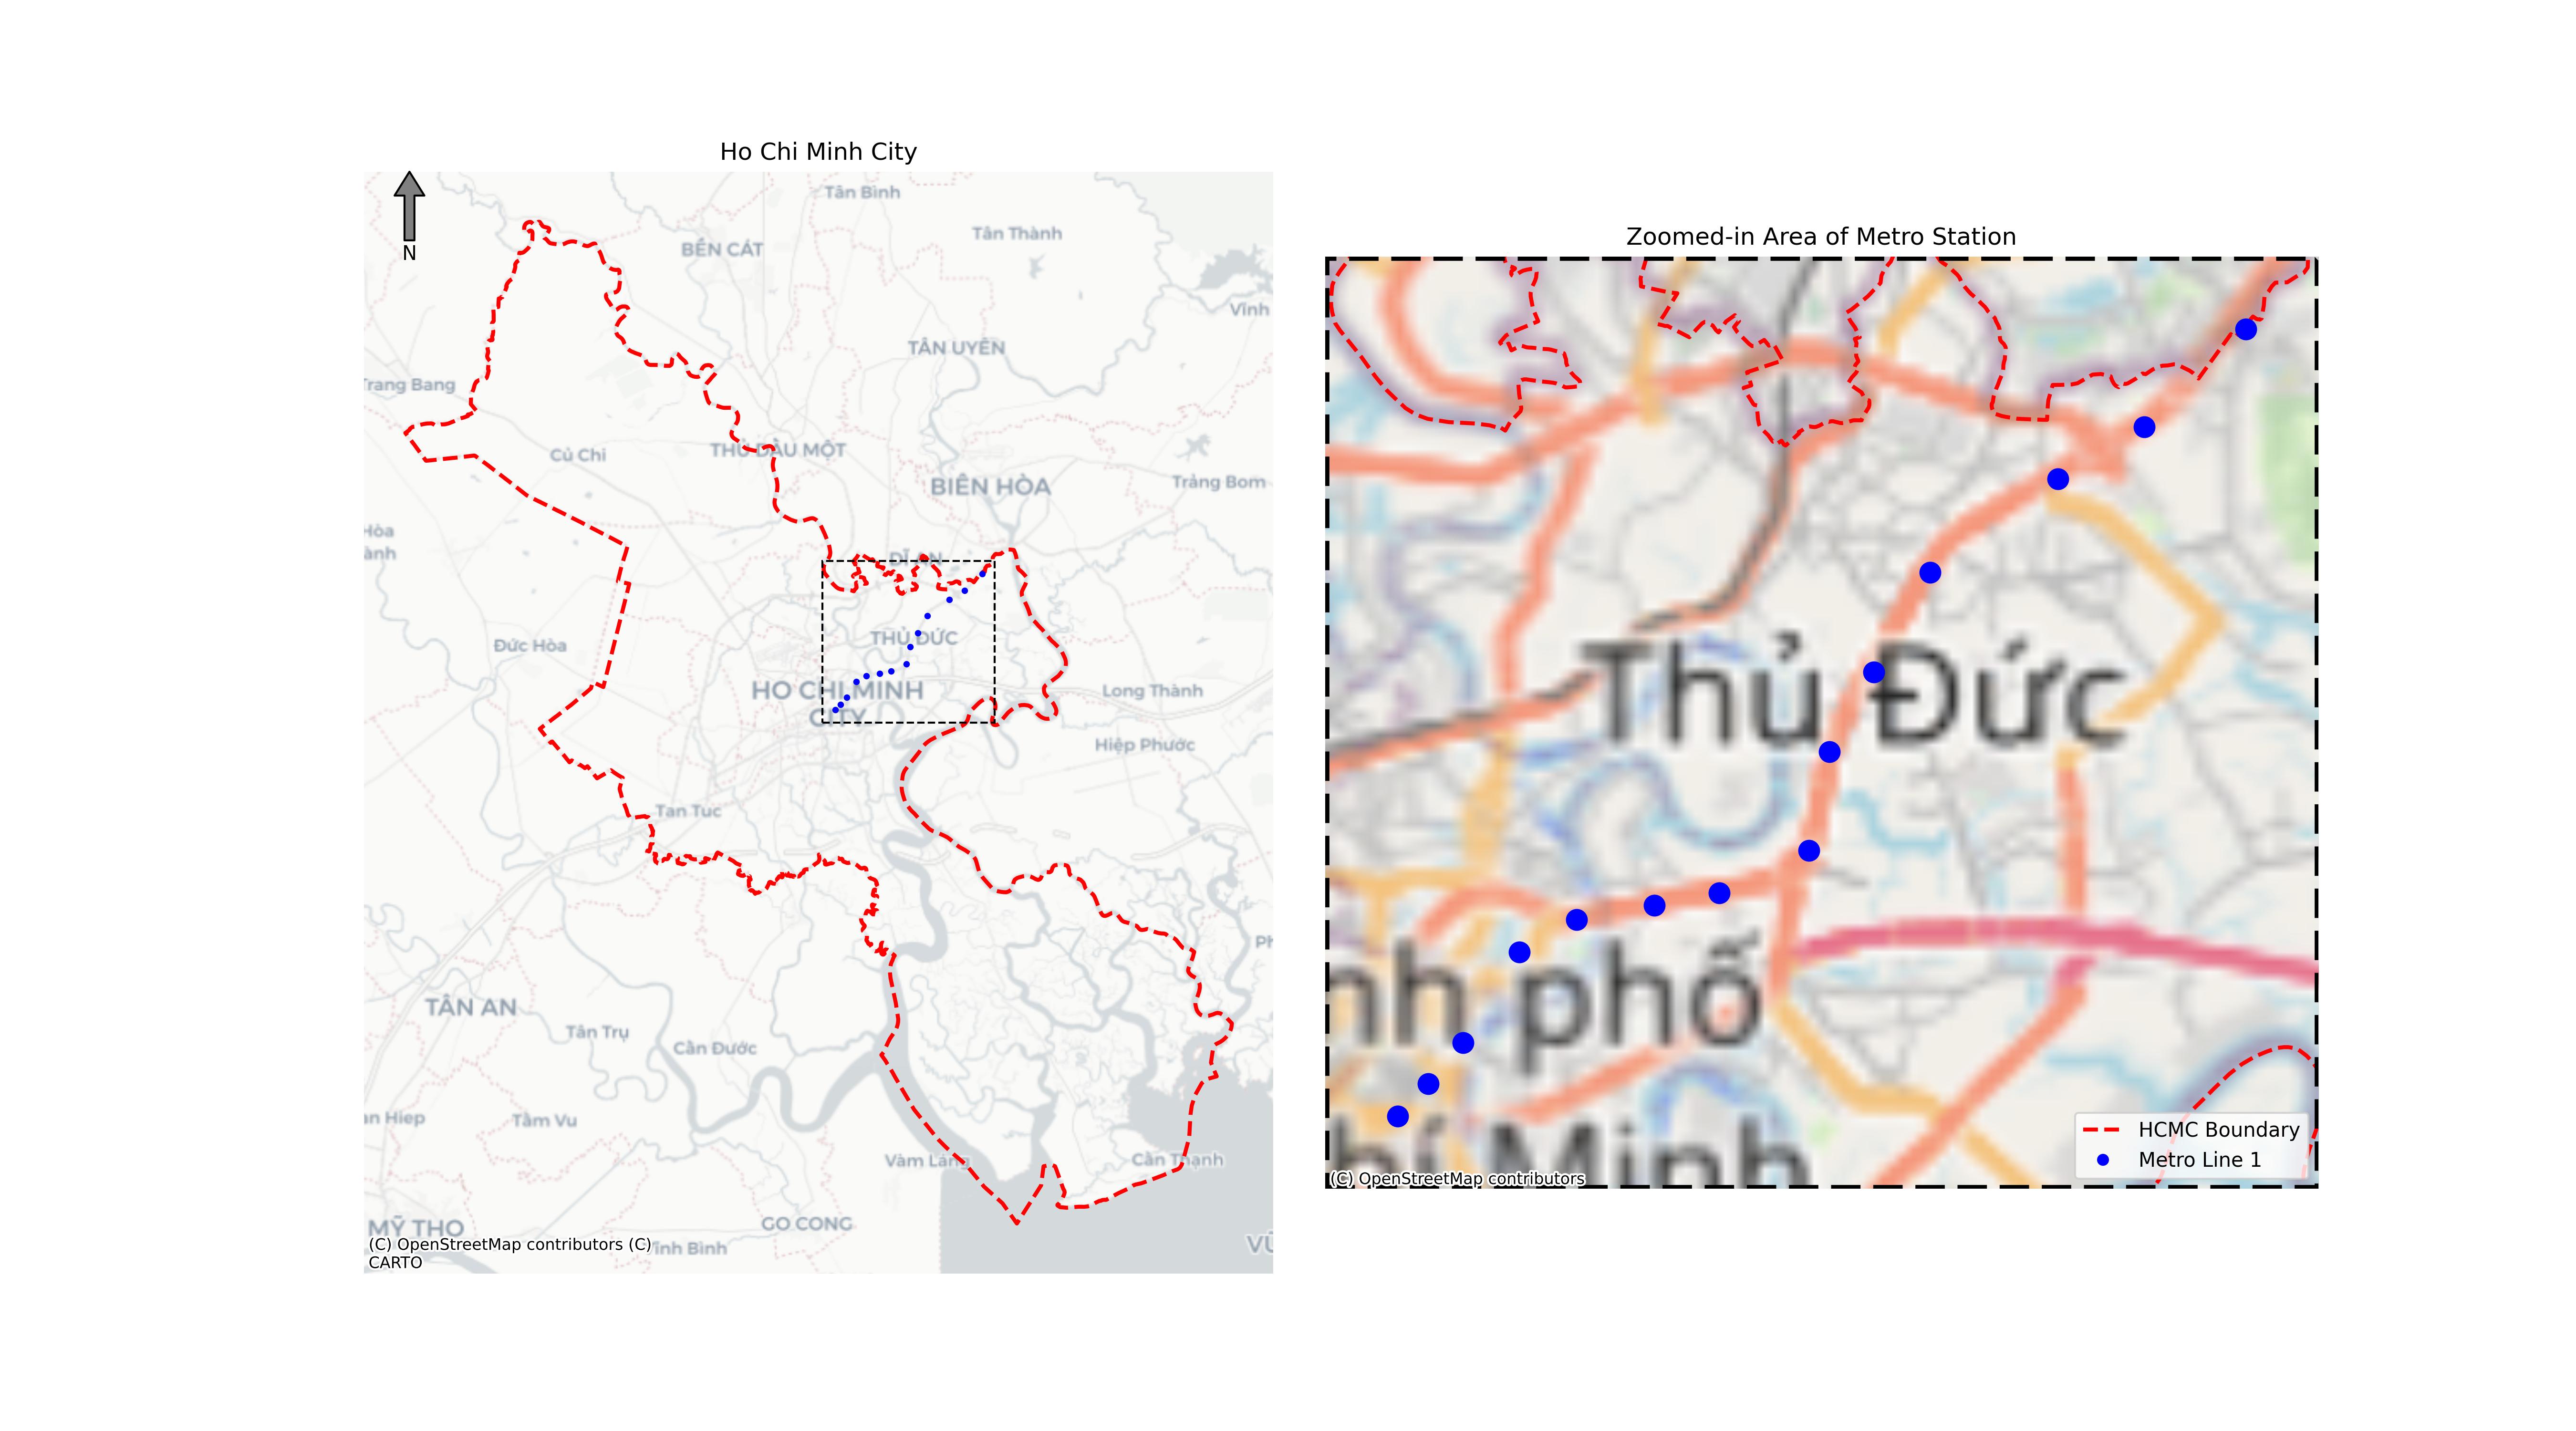 Ho Chi Minh City
N
Tân Bình
Tân Thành
BẾN CÁT
Vĩnh
TÂN UYÊN
Trang Bang
Củ Chi
THỦ DẦU MỘT
BIÊN HÒA
Trảng Bom
Hòa
ành
DĨ AN
Đức Hòa
THỦ ĐỨC
HO CHI MINH
CITY
Long Thành
Hiệp Phước
Tan Tuc
Ph
TÂN AN
Tân Trụ
Cần Đước
an Hiep
Tầm Vu
Vàm Láng
Cần Thạnh
MỸ THO
GO CONG
Vĩnh Bình
VŨ
(C) OpenStreetMap contributors (C)
CARTO
Zoomed-in Area of Metro Station
Thủ Đức
nh phố
hí Minh
HCMC Boundary
Metro Line 1
(C) OpenStreetMap contributors